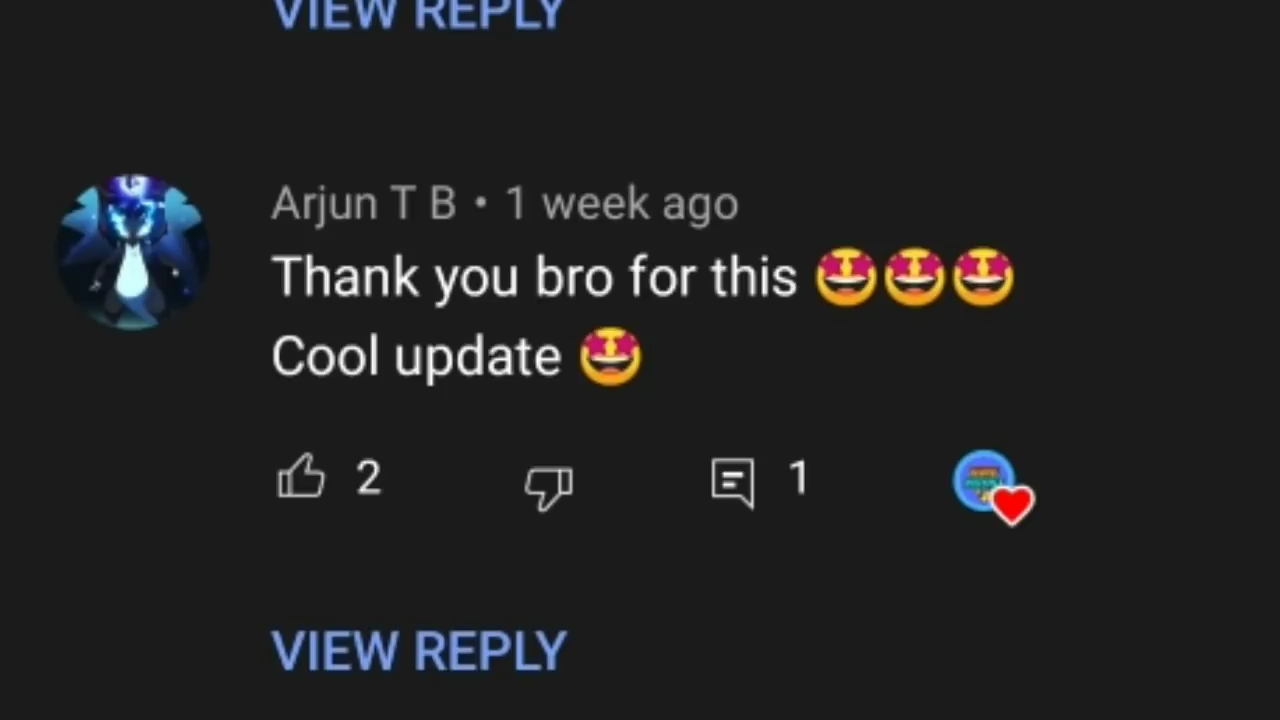 VIEW REPLY
Arjun T B • 1 week ago
Thank you bro for this 🤩🤩🤩
Cool update 🤩
2 1
VIEW REPLY